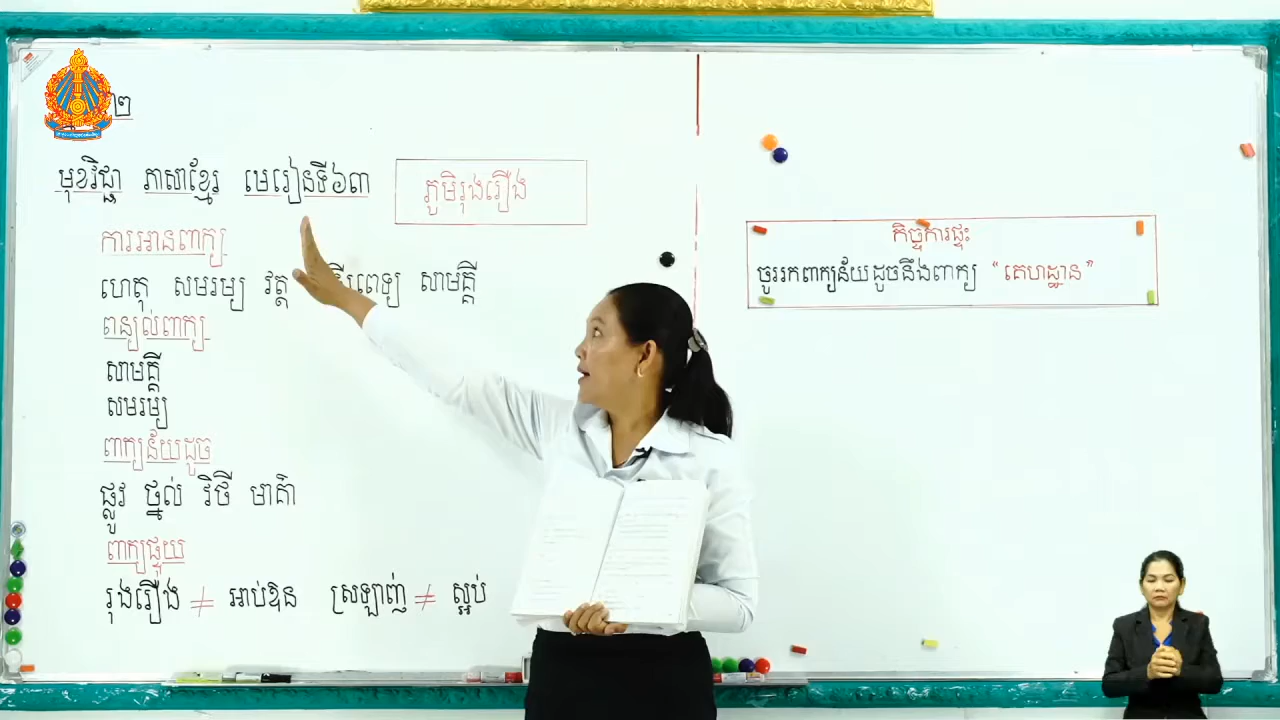 ២
មុខវិជ្ជា ភាសាខ្មែរ មេរៀនទី៦៣
ភូមិរុងរឿង
ការអានពាក្យ
ហេតុ សមរម្យ វត្ថុ ពេទ្យ សាមគ្គី
ពន្យល់ពាក្យ
សាមគ្គី
សមរម្យ
ពាក្យន័យដូច
ផ្លូវ ថ្នល់ វិថី មាគ៌ា
ពាក្យផ្ទុយ
រុងរឿង ≠ អាប់ឱន ស្រឡាញ់ ≠ ស្អប់
កិច្ចការផ្ទះ
ចូររកពាក្យន័យដូចនឹងពាក្យ “គេហដ្ឋាន”